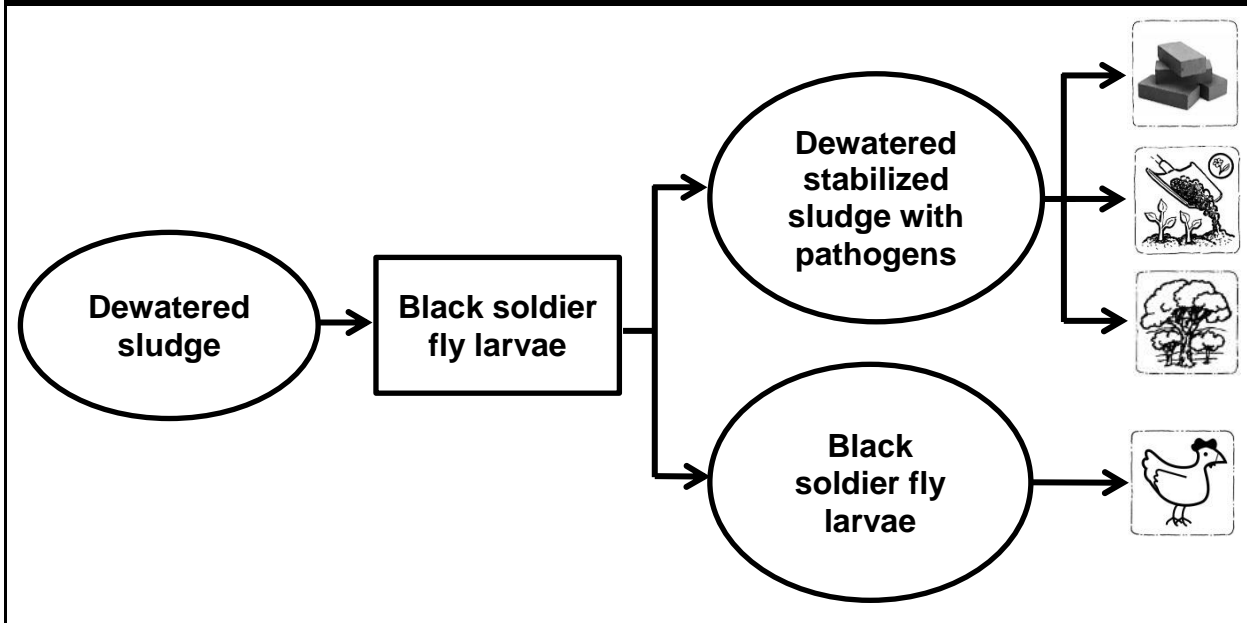 Dewatered
sludge
Black soldier
fly larvae
Dewatered
stabilized
sludge with
pathogens
Black
soldier fly
larvae